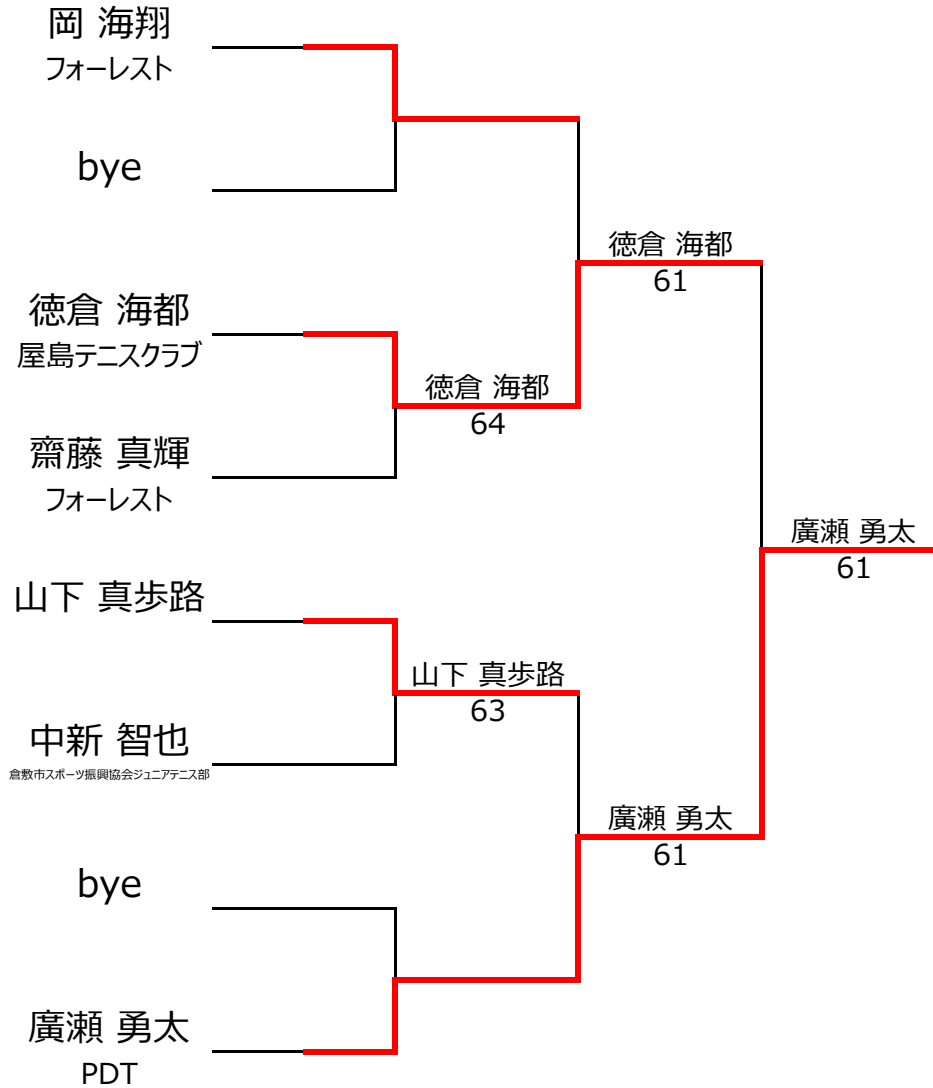 岡 海翔
フォーレスト
bye
徳倉 海都
61
徳倉 海都
屋島テニスクラブ
徳倉 海都
64
齋藤 真輝
フォーレスト
廣瀬 勇太
61
山下 真歩路
山下 真歩路
63
中新 智也
倉敷市スポーツ振興協会ジュニアテニス部
廣瀬 勇太
61
bye
廣瀬 勇太
PDT